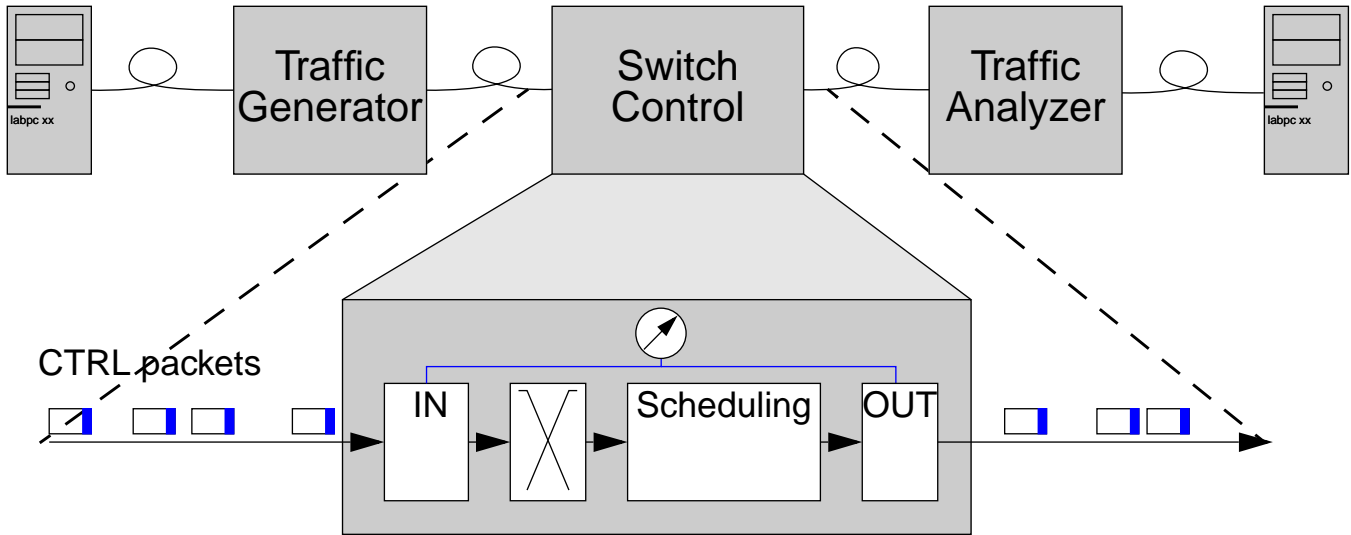 Traffic
Generator
Switch
Control
Traffic
Analyzer
labpc xx
labpc xx
CTRL packets
IN
Scheduling
OUT